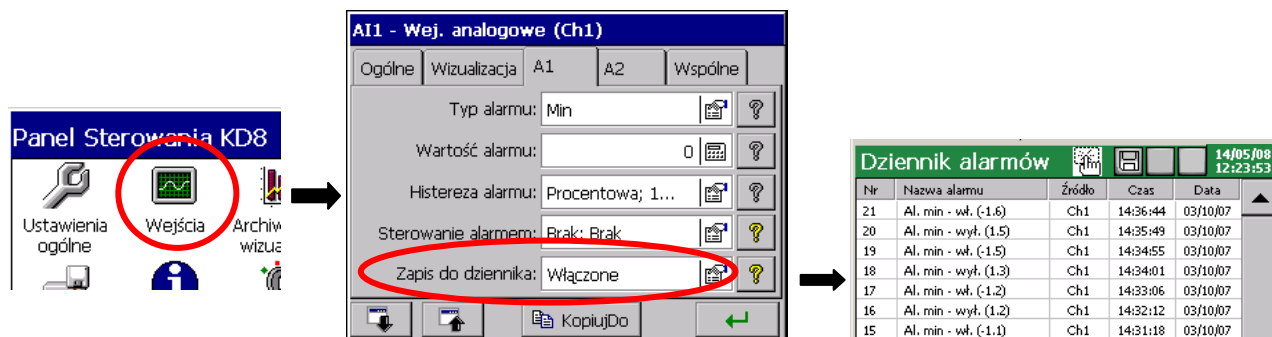 Panel Sterowania KD8
Ustawienia ogólne
Wejścia
AI1 - Wej. analogowe (Ch1)
Ogólne Wizualizacja A1 A2 Wspólne
Typ alarmu: Min
Wartość alarmu: 0
Histereza alarmu: Procentowa; 1...
Sterowanie alarmem: Brak; Brak
Zapis do dziennika: Włączone
KopiujDo
Dziennik alarmów 14/05/08
12:23:53
Nr Nazwa alarmu Źródło Czas Data
21 Al. min - wł. (-1.6) Ch1 14:36:44 03/10/07
20 Al. min - wył. (1.5) Ch1 14:35:49 03/10/07
19 Al. min - wł. (-1.5) Ch1 14:34:55 03/10/07
18 Al. min - wył. (1.3) Ch1 14:34:01 03/10/07
17 Al. min - wł. (-1.2) Ch1 14:33:06 03/10/07
16 Al. min - wył. (1.2) Ch1 14:32:12 03/10/07
15 Al. min - wł. (-1.1) Ch1 14:31:18 03/10/07